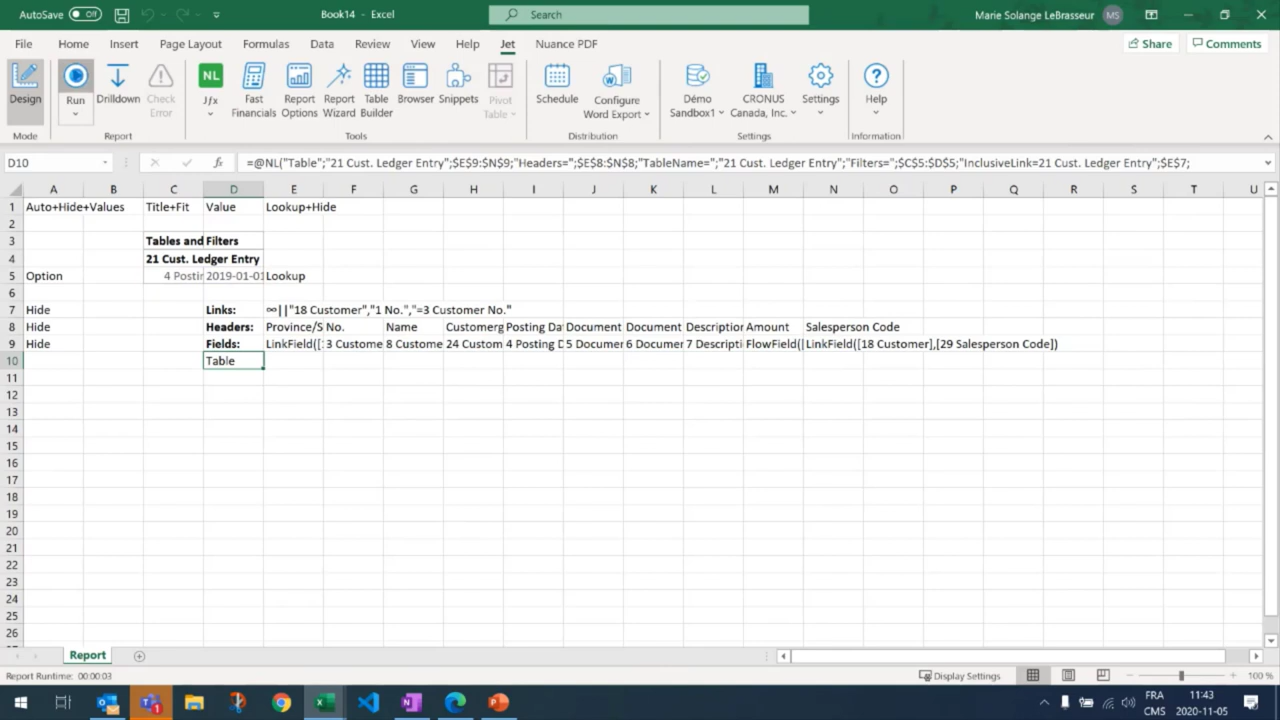 AutoSave Off Book14 - Excel Search Marie Solange LeBrasseur MS
File Home Insert Page Layout Formulas Data Review View Help Jet Nuance PDF Share Comments
Design Run Drilldown Check Error NL Jfx Fast Financials Report Options Report Wizard Table Builder Browser Snippets Pivot Table Schedule Configure Word Export Démo Sandbox1 CRONUS Canada, Inc. Settings Help
Mode Report Tools Distribution Settings Information
D10 fx =@NL("Table";"21 Cust. Ledger Entry";$E$9:$N$9;"Headers=";$E$8:$N$8;"TableName=";"21 Cust. Ledger Entry";"Filters=";$C$5:$D$5;"InclusiveLink=21 Cust. Ledger Entry";$E$7;
A B C D E F G H I J K L M N O P Q R S T U
1 Auto+Hide+Values Title+Fit Value Lookup+Hide
2
3 Tables and Filters
4 21 Cust. Ledger Entry
5 Option 4 Postir 2019-01-01 Lookup
6
7 Hide Links: ∞||"18 Customer","1 No.","=3 Customer No."
8 Hide Headers: Province/S No. Name Customerg Posting Da Document Document Description Amount Salesperson Code
9 Hide Fields: LinkField([: 3 Custome 8 Custome 24 Custom 4 Posting D 5 Documer 6 Documer 7 Descripti FlowField([ LinkField([18 Customer],[29 Salesperson Code])
10 Table
11
12
13
14
15
16
17
18
19
20
21
22
23
24
25
26
Report
Report Runtime: 00:00:03 Display Settings 100 %
1 FRA 11:43
CMS 2020-11-05